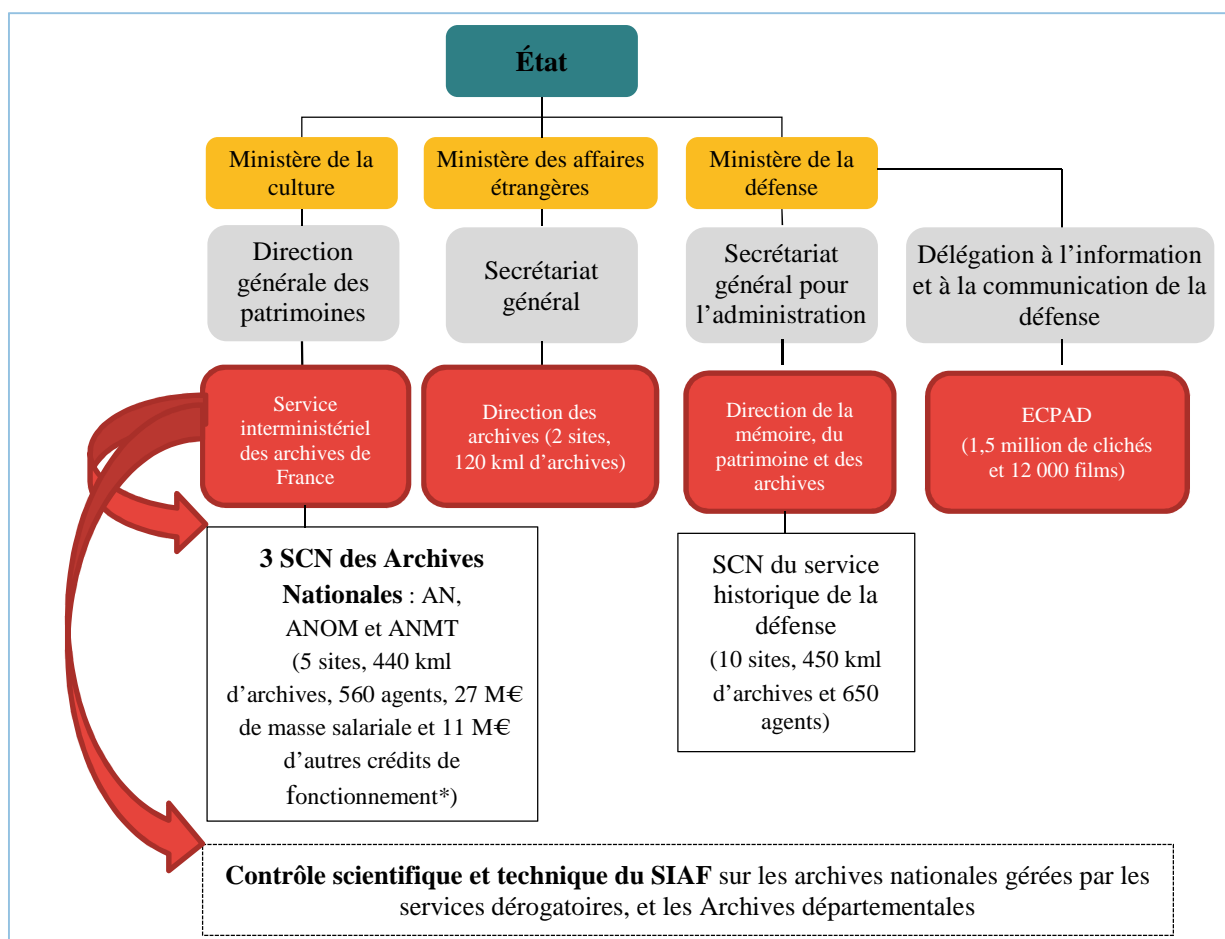 État
Ministère de la
culture
Ministère des affaires
étrangères
Ministère de la
défense
Direction
générale des
patrimoines
Secrétariat
général
Secrétariat
général pour
l'administration
Délégation à l'information
et à la communication de la
défense
Service
interministériel
des archives de
France
Direction des
archives (2 sites,
120 kml d'archives)
Direction de la
mémoire, du
patrimoine et des
archives
ECPAD
(1,5 million de clichés
et 12 000 films)
3 SCN des Archives
Nationales : AN,
ANOM et ANMT
(5 sites, 440 kml
d'archives, 560 agents, 27 M€
de masse salariale et 11 M€
d'autres crédits de
fonctionnement*)
SCN du service
historique de la
défense
(10 sites, 450 kml
d'archives et 650
agents)
Contrôle scientifique et technique du SIAF sur les archives nationales gérées par les
services dérogatoires, et les Archives départementales